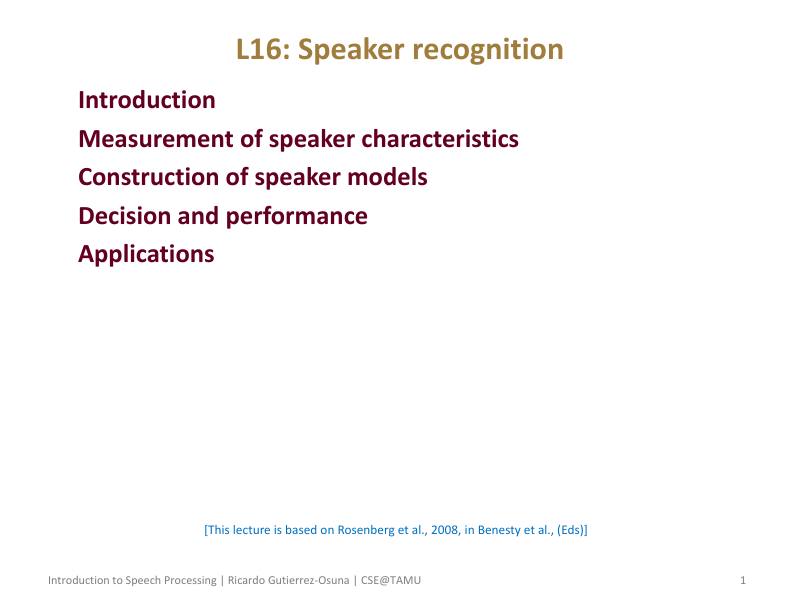 L16: Speaker recognition
Introduction
Measurement of speaker characteristics
Construction of speaker models
Decision and performance
Applications
[This lecture is based on Rosenberg et al., 2008, in Benesty et al., (Eds)]
Introduction to Speech Processing | Ricardo Gutierrez-Osuna | CSE@TAMU 1